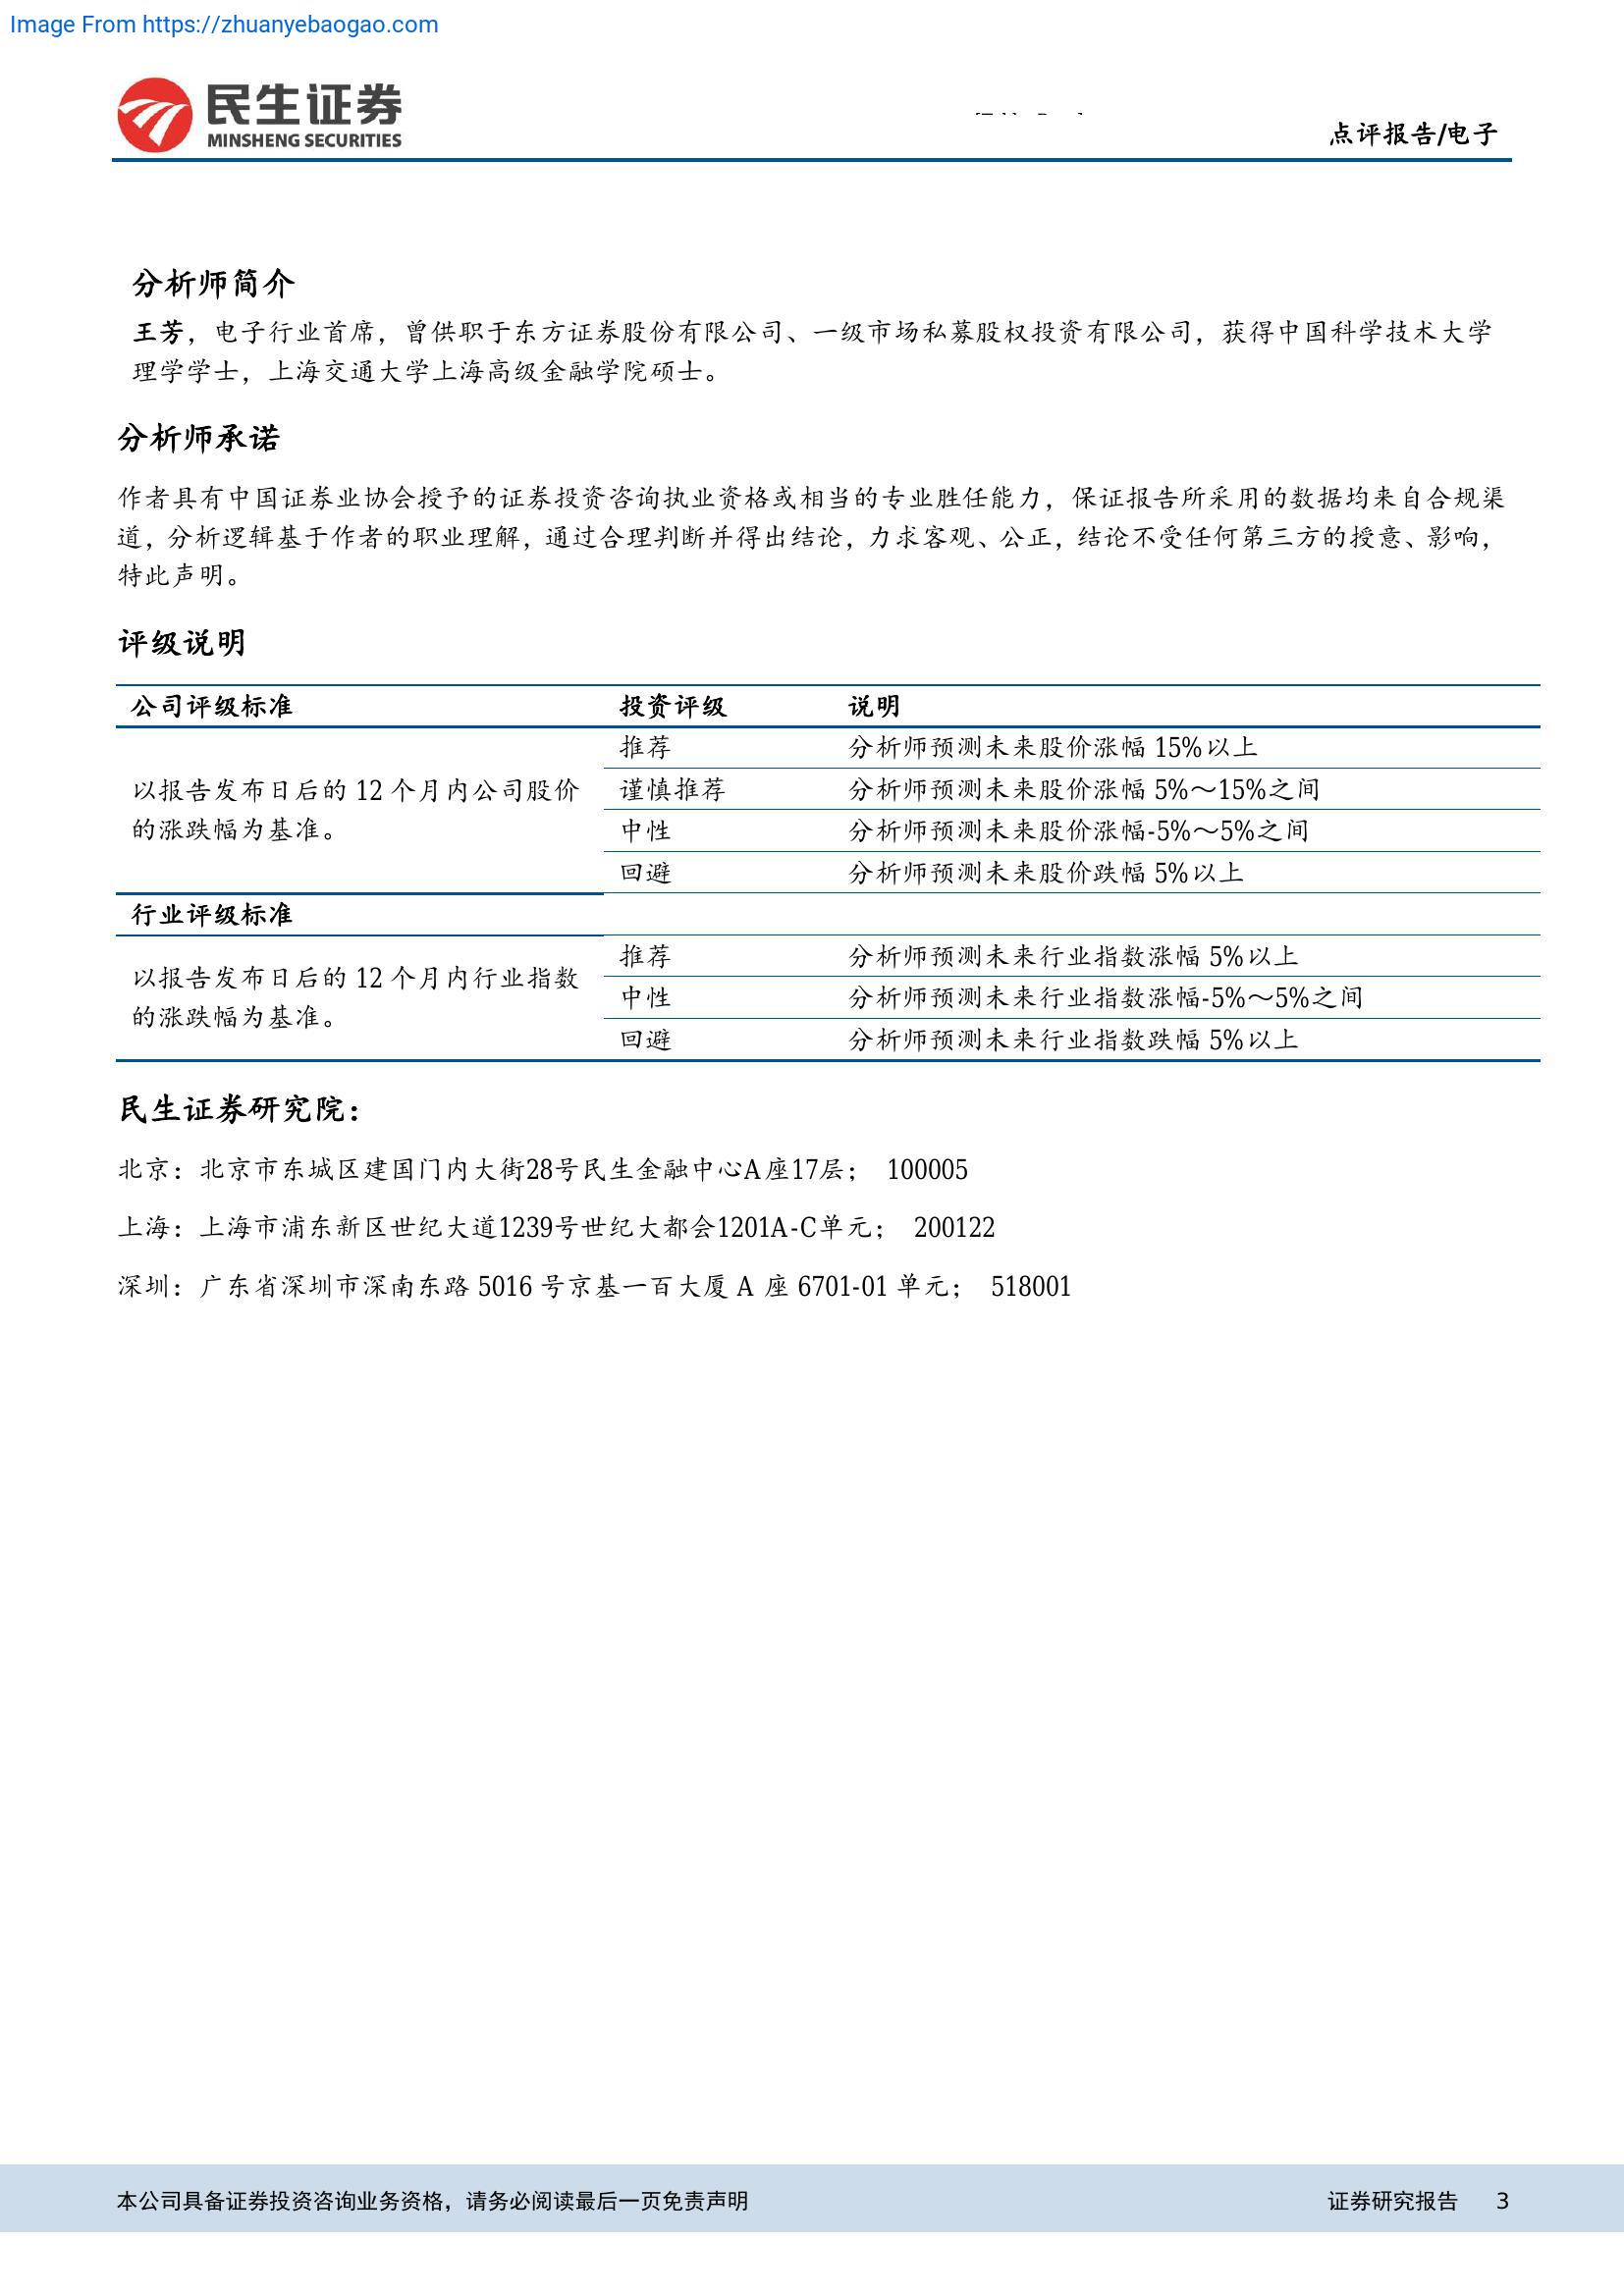 Image From https://zhuanyebaogao.com
民生证券
MINSHENG SECURITIES
点评报告/电子
分析师简介
王芳，电子行业首席，曾供职于东方证券股份有限公司、一级市场私募股权投资有限公司，获得中国科学技术大学
理学学士，上海交通大学上海高级金融学院硕士。
分析师承诺
作者具有中国证券业协会授予的证券投资咨询执业资格或相当的专业胜任能力，保证报告所采用的数据均来自合规渠
道，分析逻辑基于作者的职业理解，通过合理判断并得出结论，力求客观、公正，结论不受任何第三方的授意、影响，
特此声明。
评级说明
公司评级标准 投资评级 说明
以报告发布日后的 12 个月内公司股价
的涨跌幅为基准。
推荐 分析师预测未来股价涨幅 15%以上
谨慎推荐 分析师预测未来股价涨幅 5%～15%之间
中性 分析师预测未来股价涨幅-5%～5%之间
回避 分析师预测未来股价跌幅 5%以上
行业评级标准
以报告发布日后的 12 个月内行业指数
的涨跌幅为基准。
推荐 分析师预测未来行业指数涨幅 5%以上
中性 分析师预测未来行业指数涨幅-5%～5%之间
回避 分析师预测未来行业指数跌幅 5%以上
民生证券研究院：
北京：北京市东城区建国门内大街28号民生金融中心A座17层； 100005
上海：上海市浦东新区世纪大道1239号世纪大都会1201A-C单元； 200122
深圳：广东省深圳市深南东路 5016 号京基一百大厦 A 座 6701-01 单元； 518001
本公司具备证券投资咨询业务资格，请务必阅读最后一页免责声明 证券研究报告 3